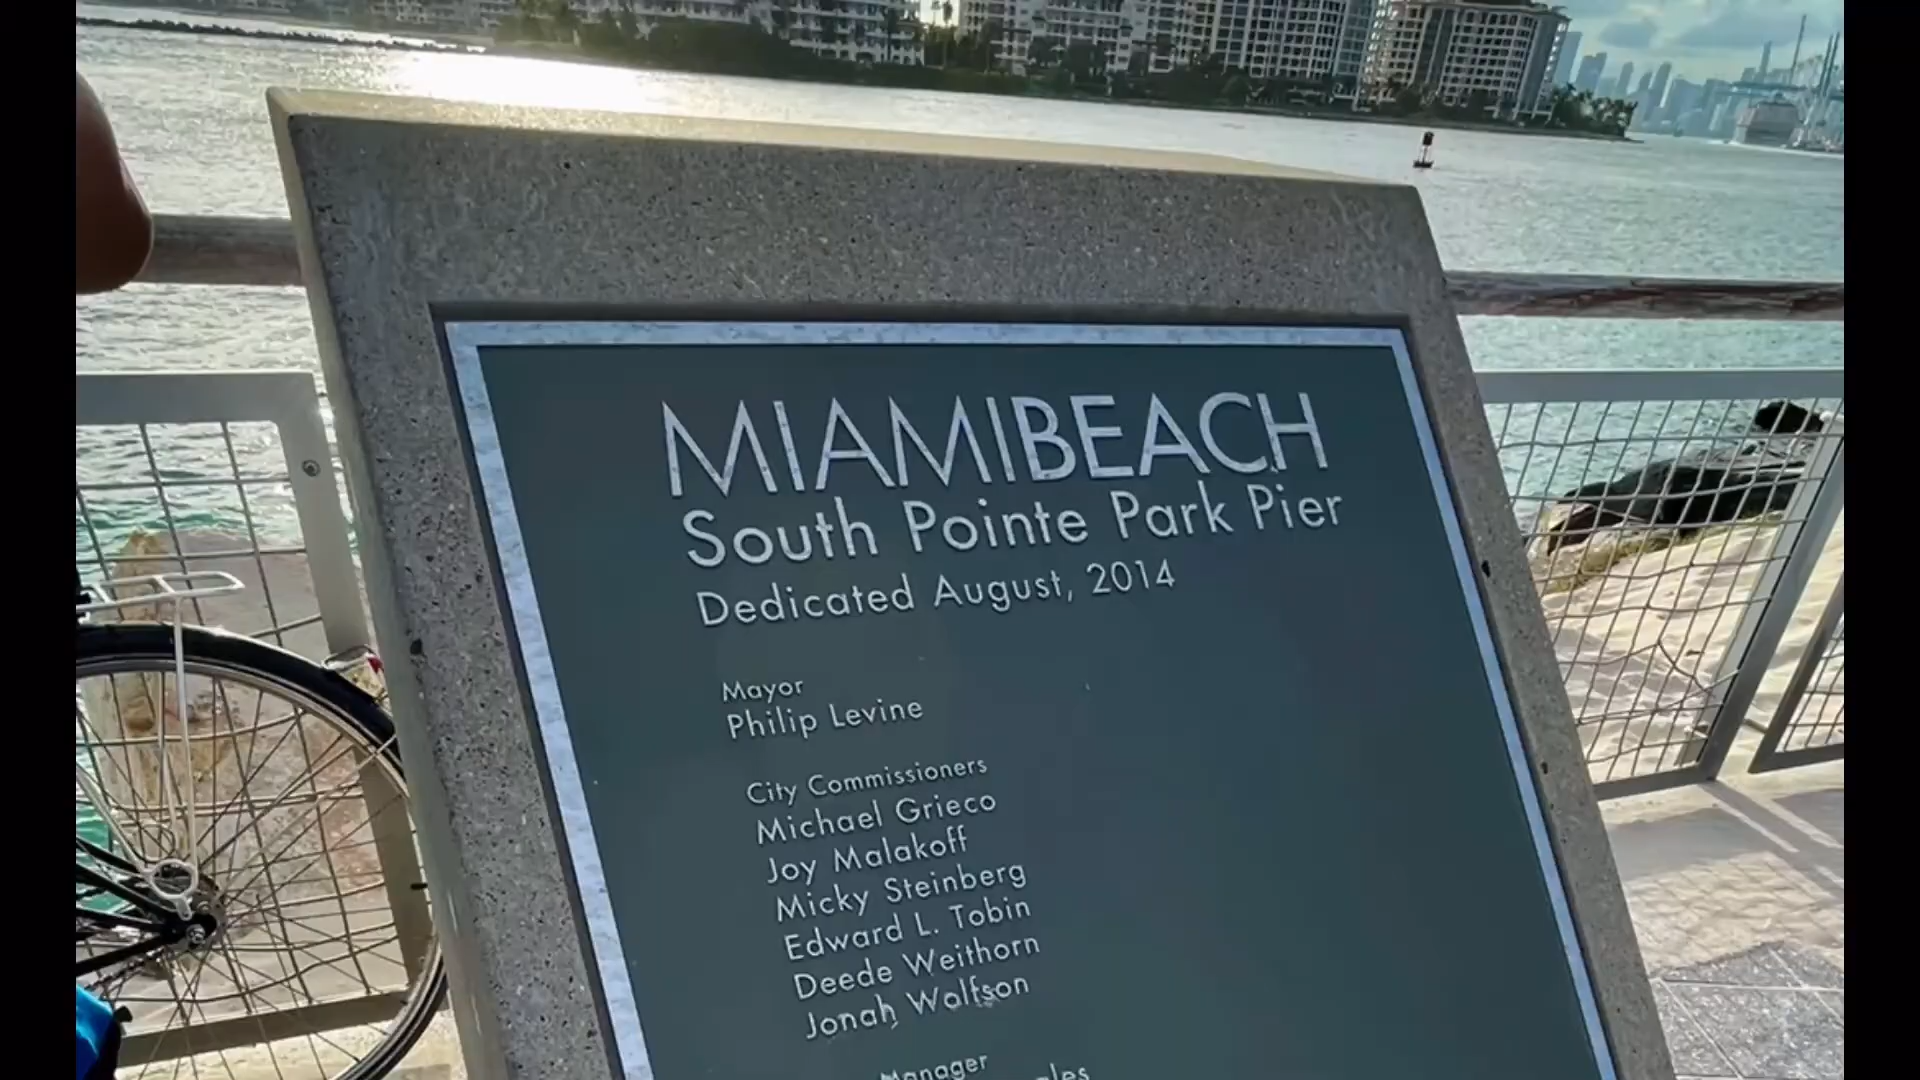 MIAMIBEACH
South Pointe Park Pier
Dedicated August, 2014
Mayor
Philip Levine
City Commissioners
Michael Grieco
Joy Malakoff
Micky Steinberg
Edward L. Tobin
Deede Weithorn
Jonah Wolfson
Manager